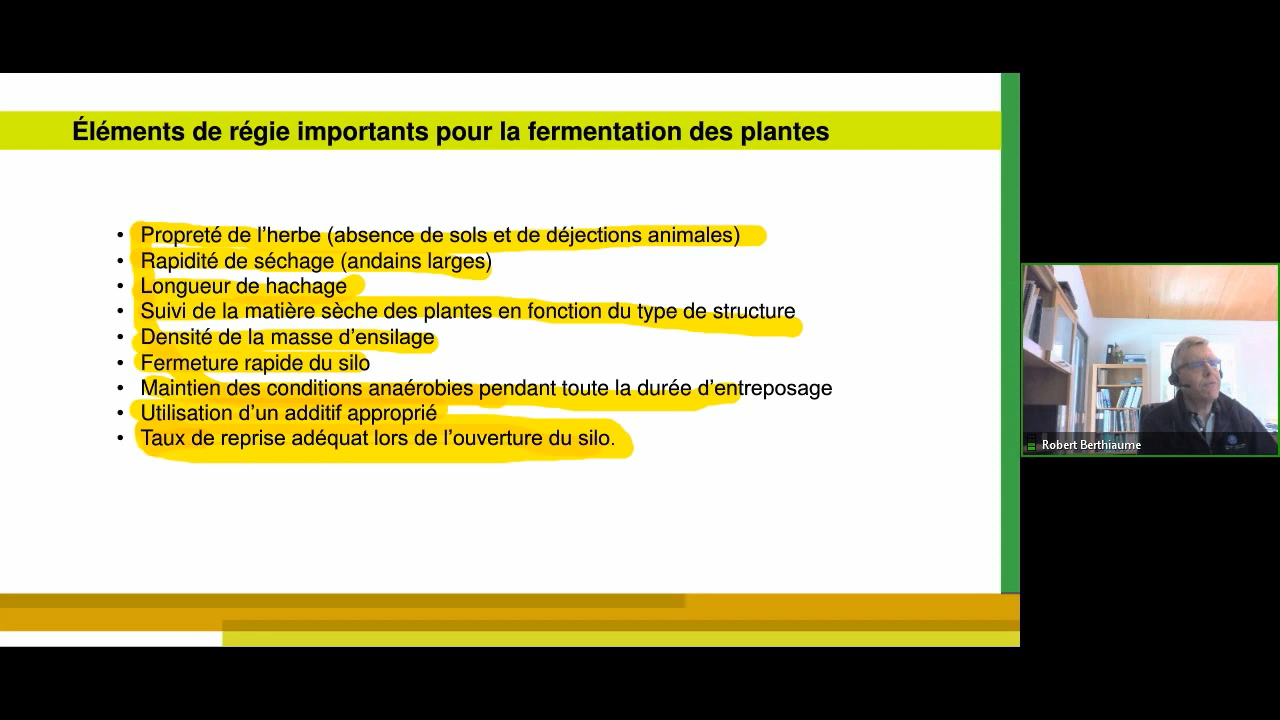 Éléments de régie importants pour la fermentation des plantes
• Propreté de l'herbe (absence de sols et de déjections animales)
• Rapidité de séchage (andains larges)
• Longueur de hachage
• Suivi de la matière sèche des plantes en fonction du type de structure
• Densité de la masse d'ensilage
• Fermeture rapide du silo
• Maintien des conditions anaérobies pendant toute la durée d'entreposage
• Utilisation d'un additif approprié
• Taux de reprise adéquat lors de l'ouverture du silo.
Robert Berthiaume